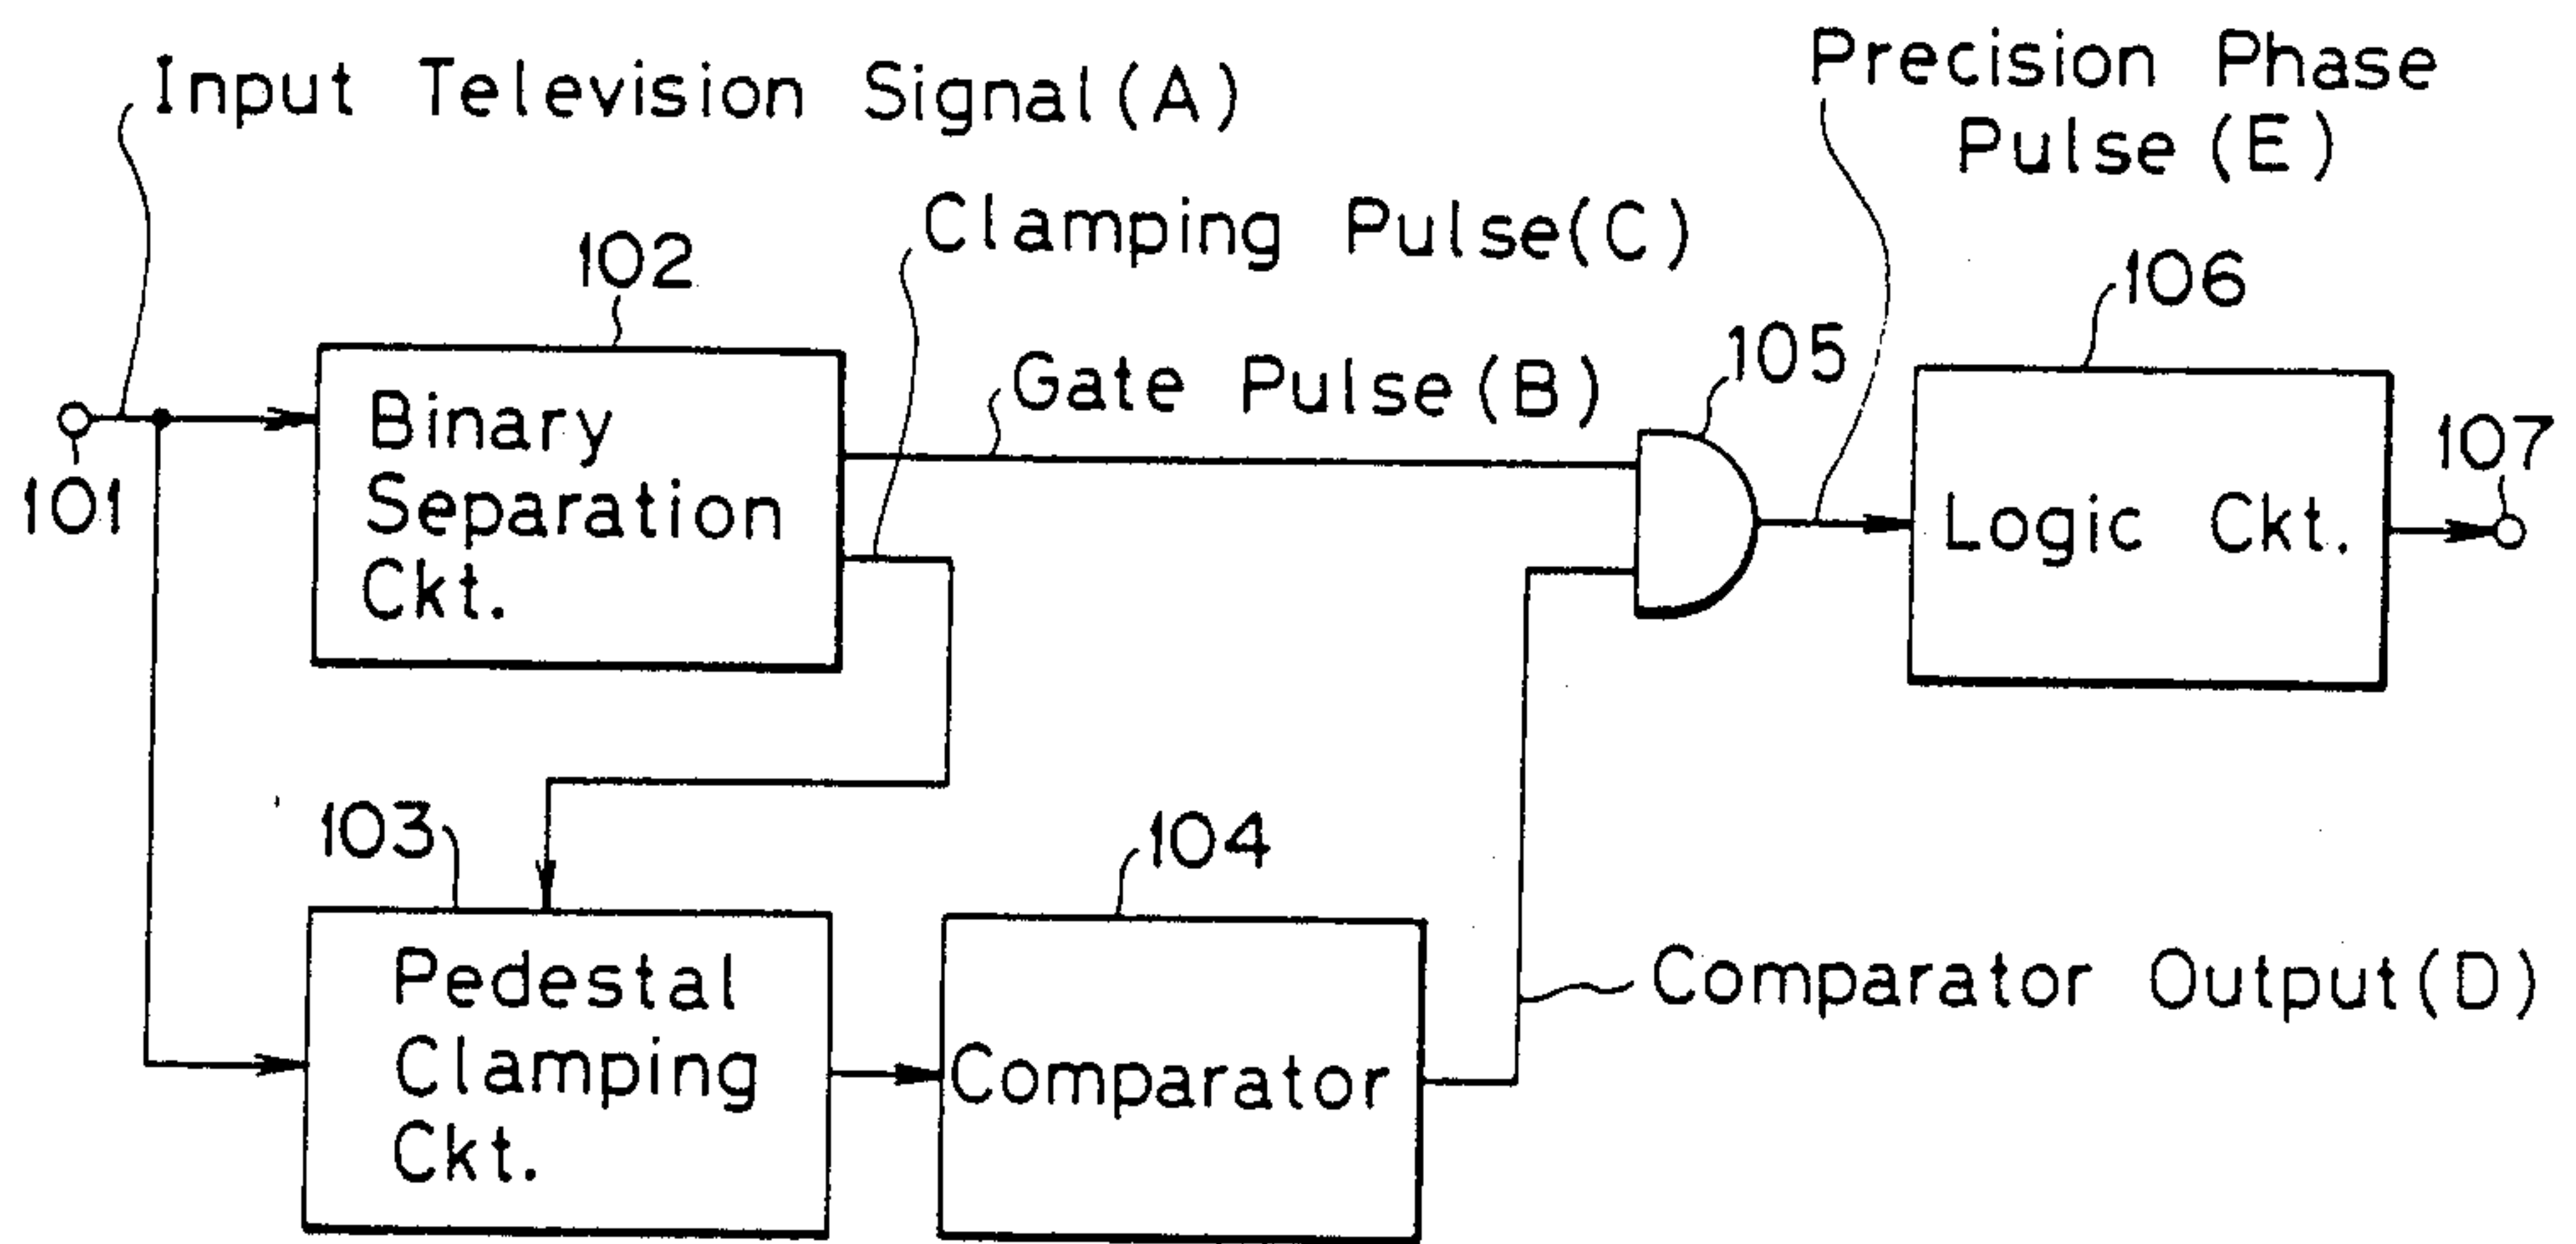 Input Television Signal(A)
Precision Phase
Pulse(E)
Clamping Pulse(C)
102
106
Gate Pulse(B)
105
101
Binary
Separation
Ckt.
Logic Ckt.
107
103
104
Pedestal
Clamping
Ckt.
Comparator
Comparator Output(D)